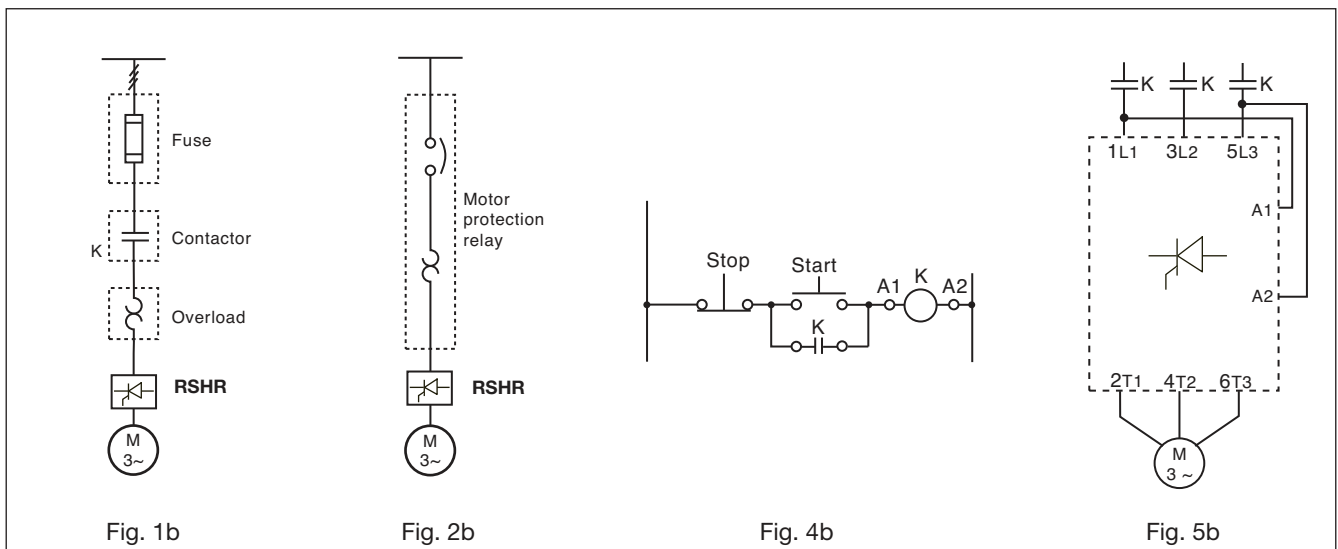 Fuse
K
Contactor
Overload
RSHR
M
3~
Fig. 1b
Motor
protection
relay
RSHR
M
3~
Fig. 2b
Stop
Start
A1
K
A2
K
Fig. 4b
K
K
K
1L1
3L2
5L3
A1
A2
2T1
4T2
6T3
M
3 ~
Fig. 5b